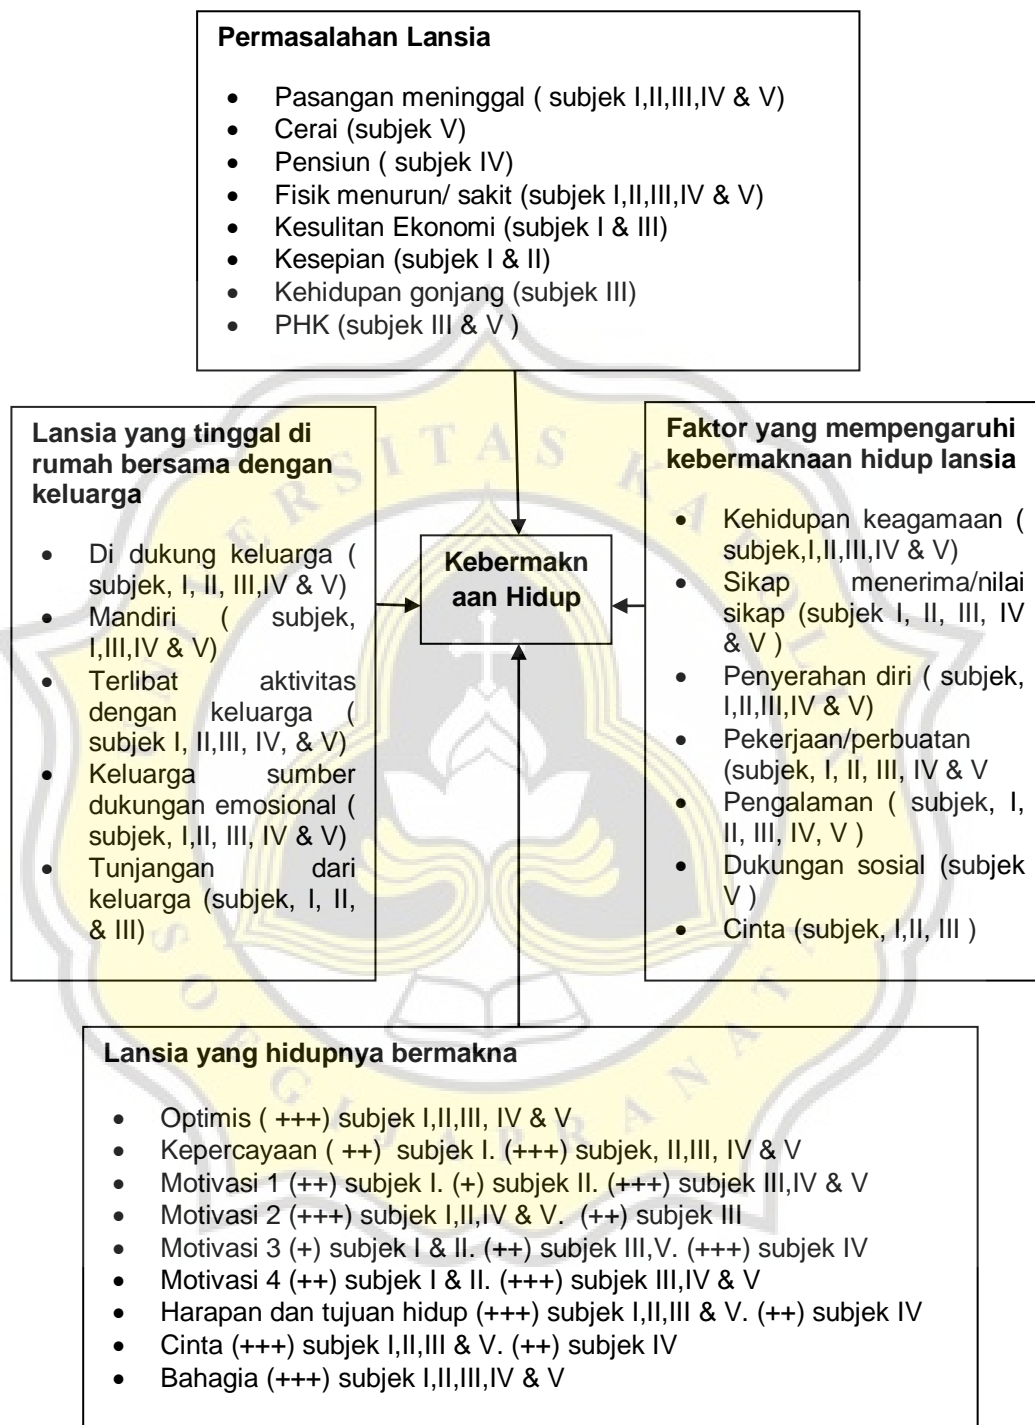 Permasalahan Lansia
• Pasangan meninggal ( subjek I,II,III,IV & V)
• Cerai (subjek V)
• Pensiun ( subjek IV)
• Fisik menurun/ sakit (subjek I,II,III,IV & V)
• Kesulitan Ekonomi (subjek I & III)
• Kesepian (subjek I & II)
• Kehidupan gonjang (subjek III)
• PHK (subjek III & V )
Lansia yang tinggal di
rumah bersama dengan
keluarga
• Di dukung keluarga (
subjek, I, II, III,IV & V)
• Mandiri ( subjek,
I,III,IV & V)
• Terlibat aktivitas
dengan keluarga (
subjek I, II,III, IV, & V)
• Keluarga sumber
dukungan emosional (
subjek, I,II, III, IV & V)
• Tunjangan dari
keluarga (subjek, I, II,
& III)
Kebermakn
aan Hidup
Faktor yang mempengaruhi
kebermaknaan hidup lansia
• Kehidupan keagamaan (
subjek,I,II,III,IV & V)
• Sikap menerima/nilai
sikap (subjek I, II, III, IV
& V )
• Penyerahan diri ( subjek,
I,II,III,IV & V)
• Pekerjaan/perbuatan
(subjek, I, II, III, IV & V
• Pengalaman ( subjek, I,
II, III, IV, V )
• Dukungan sosial (subjek
V )
• Cinta (subjek, I,II, III )
Lansia yang hidupnya bermakna
• Optimis ( +++) subjek I,II,III, IV & V
• Kepercayaan ( ++) subjek I. (+++) subjek, II,III, IV & V
• Motivasi 1 (++) subjek I. (+) subjek II. (+++) subjek III,IV & V
• Motivasi 2 (+++) subjek I,II,IV & V. (++) subjek III
• Motivasi 3 (+) subjek I & II. (++) subjek III,V. (+++) subjek IV
• Motivasi 4 (++) subjek I & II. (+++) subjek III,IV & V
• Harapan dan tujuan hidup (+++) subjek I,II,III & V. (++) subjek IV
• Cinta (+++) subjek I,II,III & V. (++) subjek IV
• Bahagia (+++) subjek I,II,III,IV & V